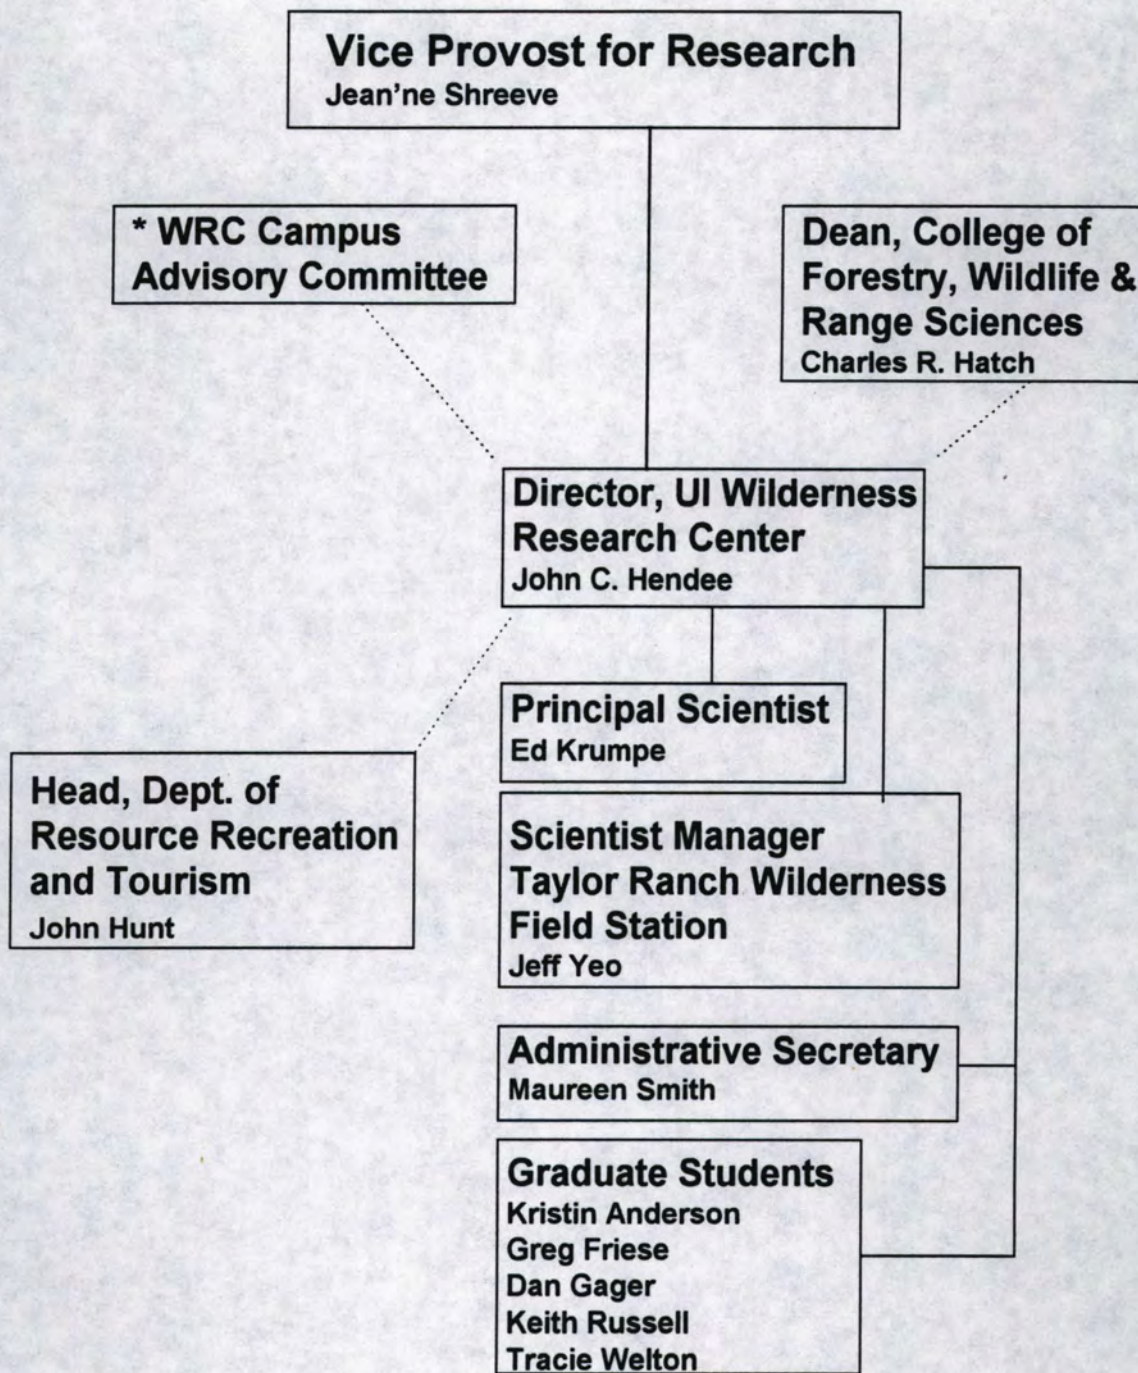 Vice Provost for Research
Jean'ne Shreeve
* WRC Campus
Advisory Committee
Dean, College of
Forestry, Wildlife &
Range Sciences
Charles R. Hatch
Director, UI Wilderness
Research Center
John C. Hendee
Principal Scientist
Ed Krumpe
Head, Dept. of
Resource Recreation
and Tourism
John Hunt
Scientist Manager
Taylor Ranch Wilderness
Field Station
Jeff Yeo
Administrative Secretary
Maureen Smith
Graduate Students
Kristin Anderson
Greg Friese
Dan Gager
Keith Russell
Tracie Welton